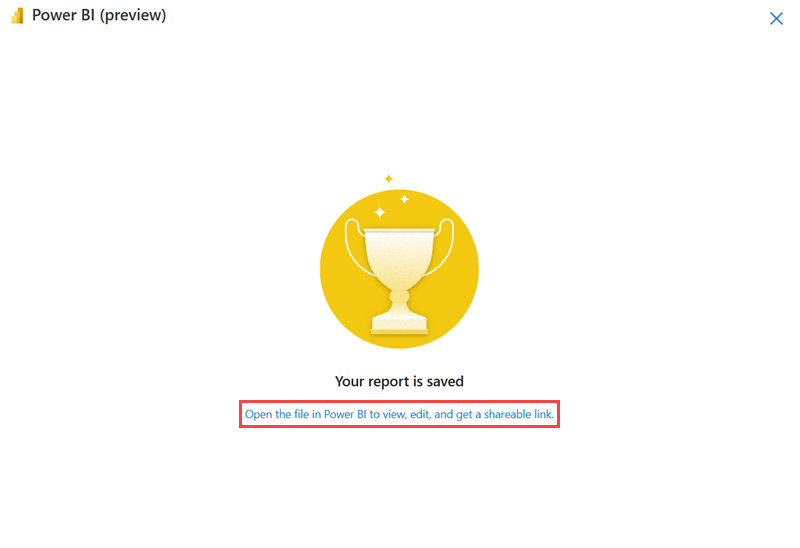 Power BI (preview)
Your report is saved
Open the file in Power BI to view, edit, and get a shareable link.